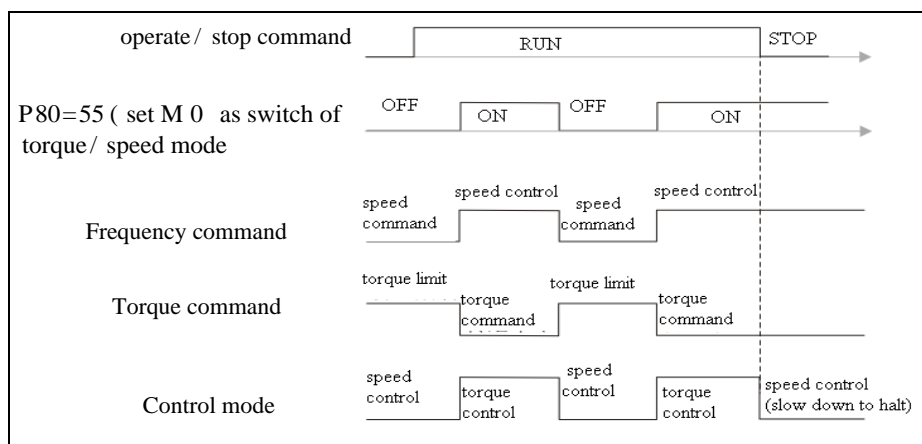 operate / stop command
RUN
STOP
P80=55 ( set M 0 as switch of
torque / speed mode
OFF
ON
OFF
ON
Frequency command
speed
command
speed control
speed
command
speed control
Torque command
torque limit
torque
command
torque limit
torque
command
Control mode
speed
control
torque
control
speed
control
torque
control
speed control
(slow down to halt)